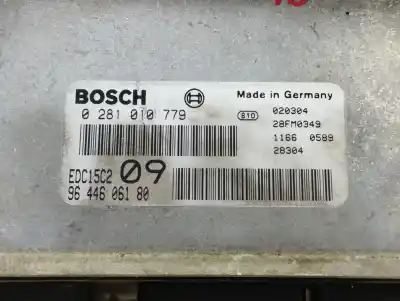 BOSCH
Made in Germany
0 281 010 779
B10
020304
28FM0349
1166 0589
28304
EDC15C2 09
96 446 061 80